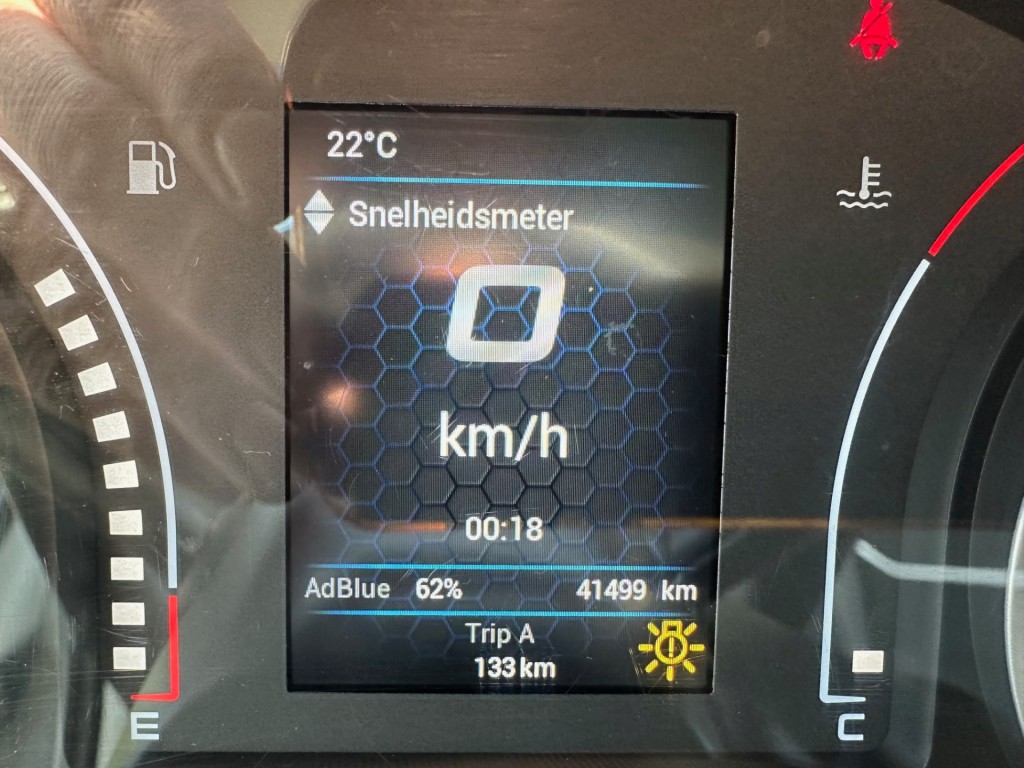 22°C
Snelheidsmeter
0
km/h
00:18
AdBlue 62% 41499 km
Trip A
133 km
E
C